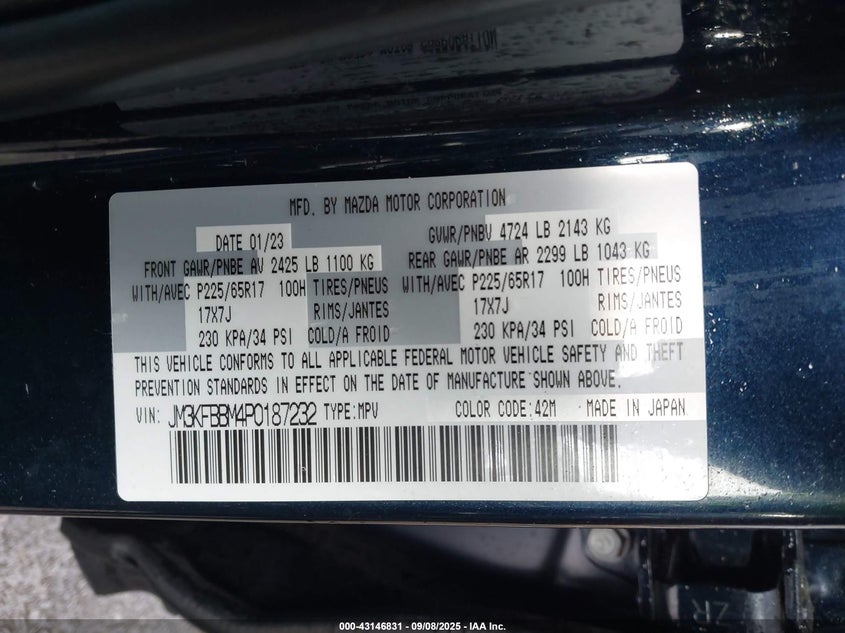 MFD. BY MAZDA MOTOR CORPORATION
DATE 01/23
GVWR/PNBV 4724 LB 2143 KG
FRONT GAWR/PNBE AV 2425 LB 1100 KG
REAR GAWR/PNBE AR 2299 LB 1043 KG
WITH/AVEC P225/65R17 100H TIRES/PNEUS
WITH/AVEC P225/65R17 100H TIRES/PNEUS
17X7J RIMS/JANTES
17X7J RIMS/JANTES
230 KPA/34 PSI COLD/A FROID
230 KPA/34 PSI COLD/A FROID
THIS VEHICLE CONFORMS TO ALL APPLICABLE FEDERAL MOTOR VEHICLE SAFETY AND THEFT
PREVENTION STANDARDS IN EFFECT ON THE DATE OF MANUFACTURE SHOWN ABOVE.
VIN: JM3KFBBM4P0187232 TYPE:MPV COLOR CODE:42M MADE IN JAPAN
ZR
000-43146831 - 09/08/2025 - IAA Inc.